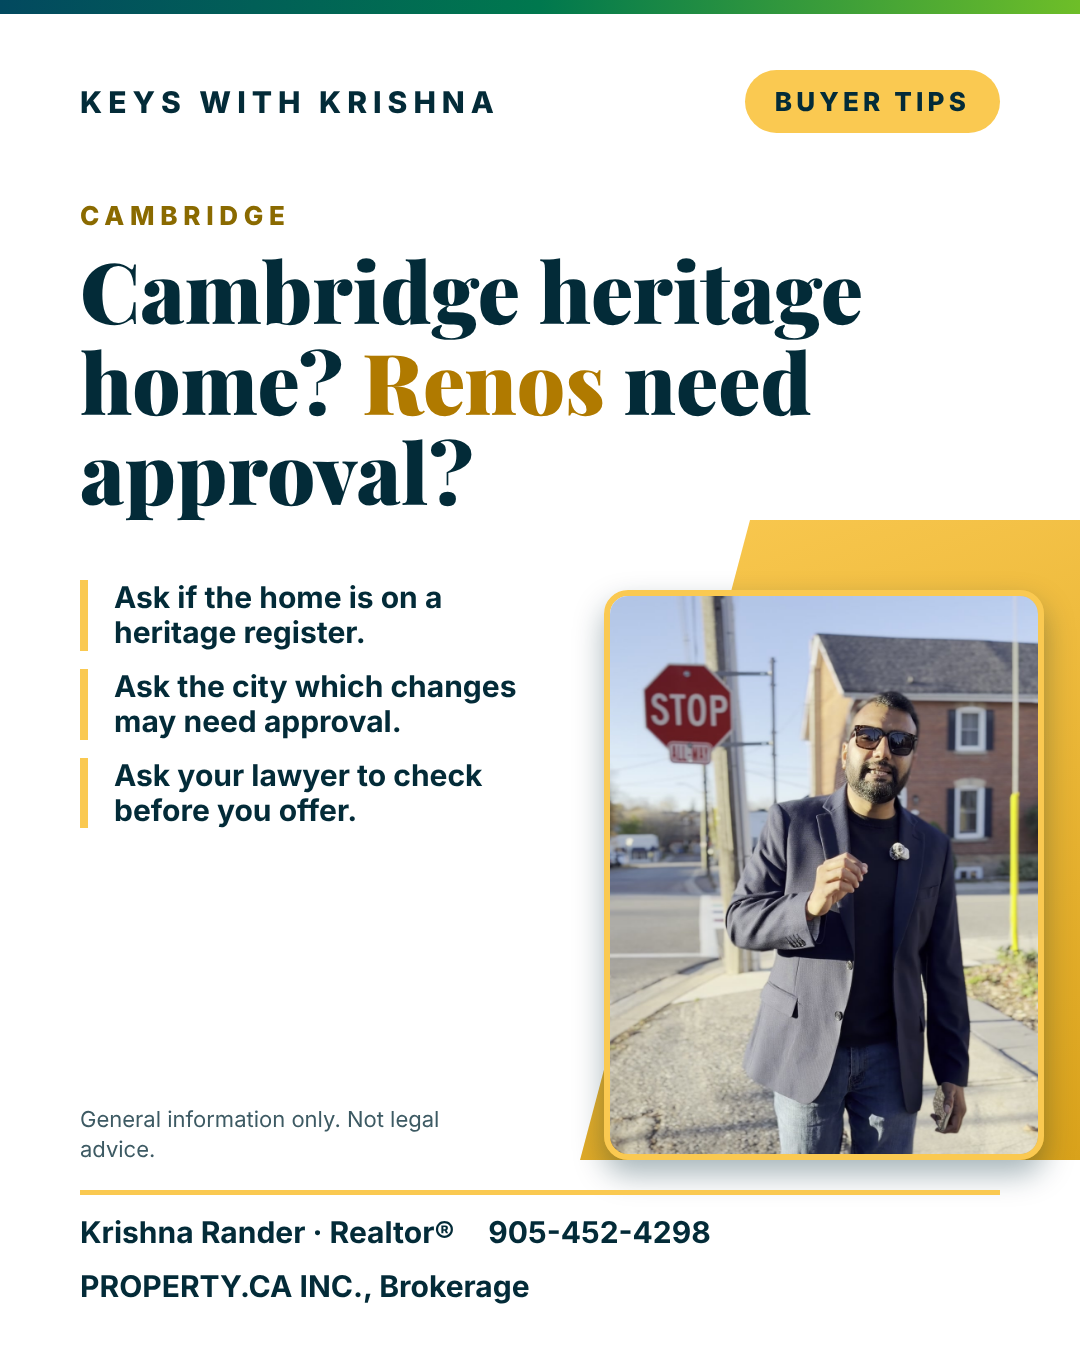 KEYS WITH KRISHNA
BUYER TIPS
CAMBRIDGE
Cambridge heritage
home? Renos need
approval?
Ask if the home is on a
heritage register.
Ask the city which changes
may need approval.
Ask your lawyer to check
before you offer.
STOP
ALL-WAY
General information only. Not legal
advice.
Krishna Rander · Realtor® 905-452-4298
PROPERTY.CA INC., Brokerage